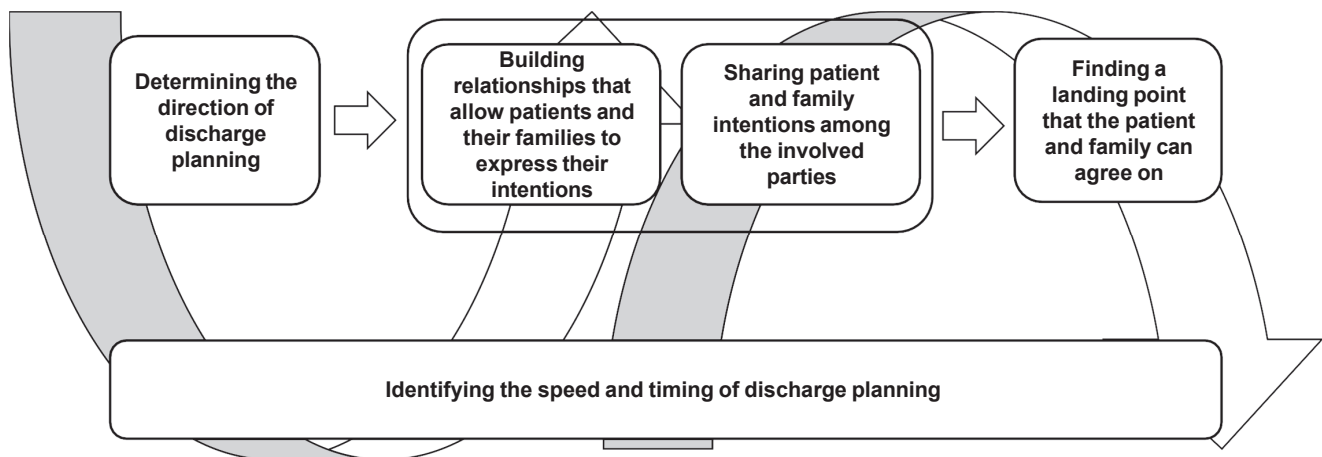 Determining the
direction of
discharge
planning
Building
relationships that
allow patients and
their families to
express their
intentions
Sharing patient
and family
intentions among
the involved
parties
Finding a
landing point
that the patient
and family can
agree on
Identifying the speed and timing of discharge planning